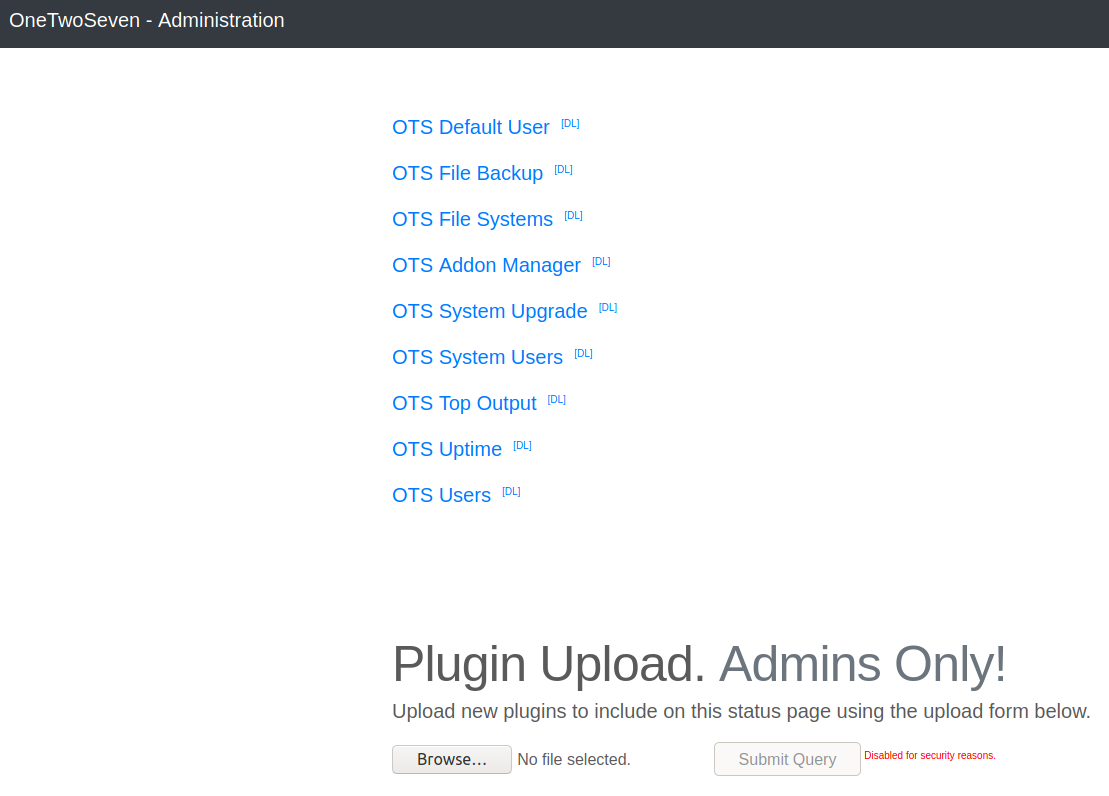 OneTwoSeven - Administration
OTS Default User [DL]
OTS File Backup [DL]
OTS File Systems [DL]
OTS Addon Manager [DL]
OTS System Upgrade [DL]
OTS System Users [DL]
OTS Top Output [DL]
OTS Uptime [DL]
OTS Users [DL]
Plugin Upload. Admins Only!
Upload new plugins to include on this status page using the upload form below.
Browse... No file selected. Submit Query Disabled for security reasons.